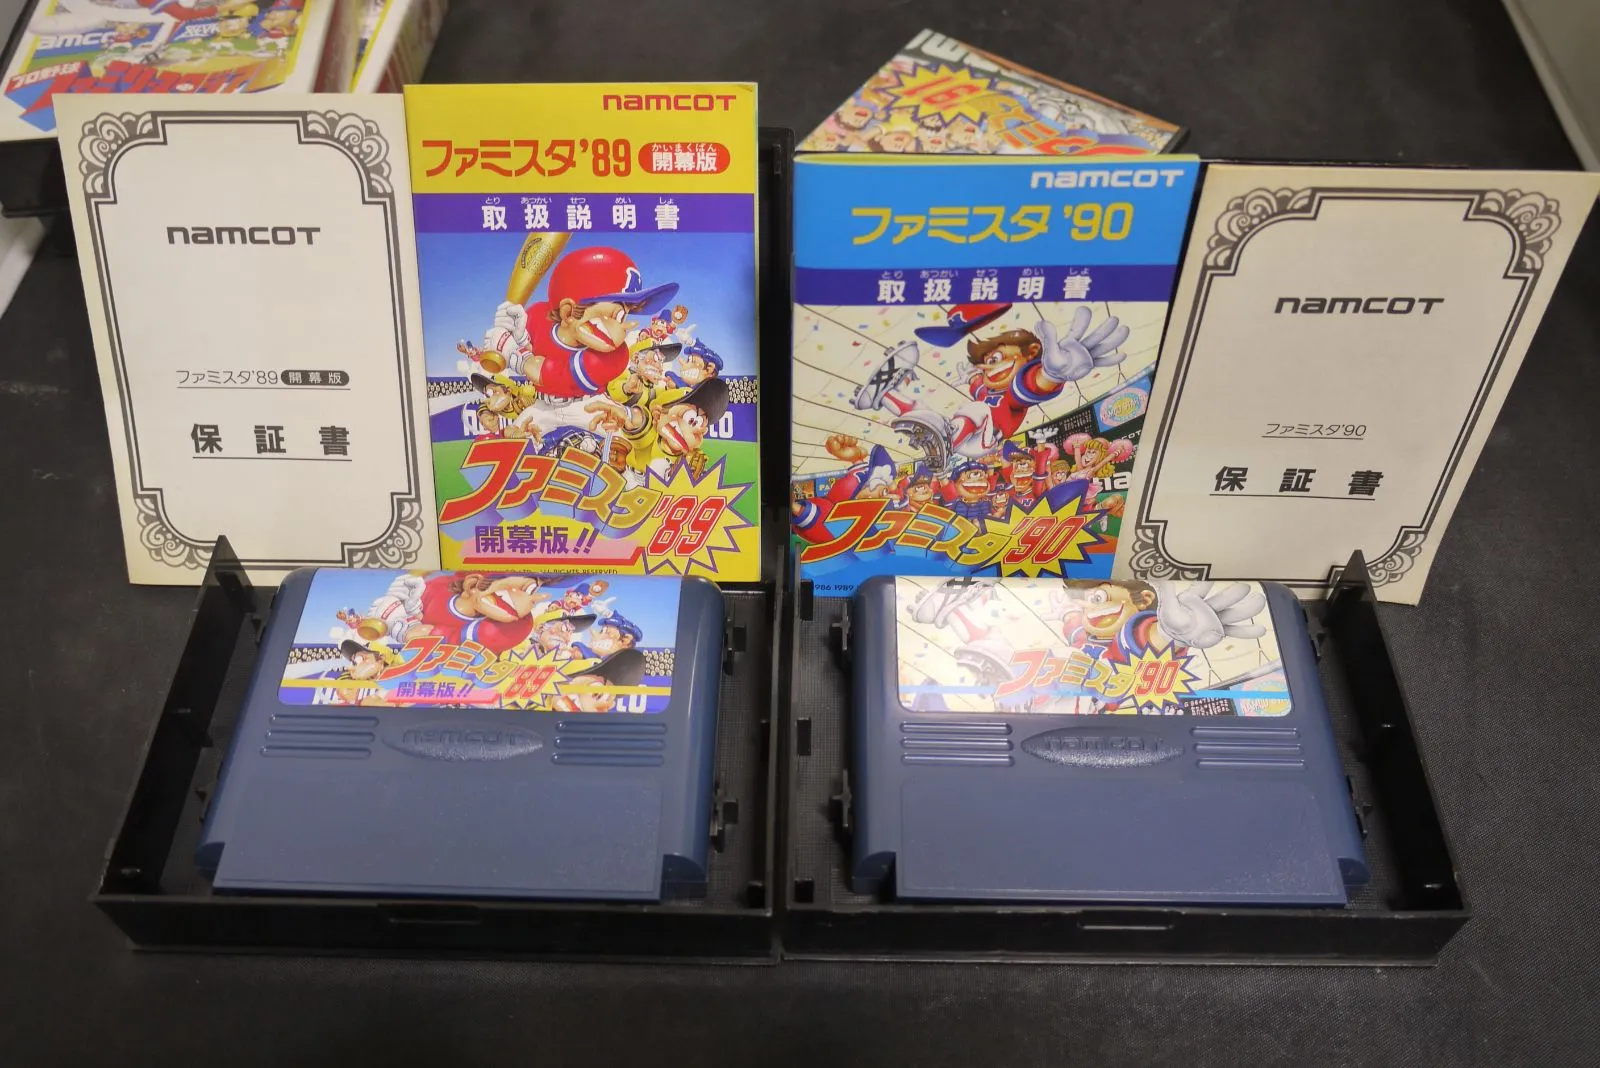 プロ野球
namcot
ファミスタ'89
開幕版
保証書
namcot
ファミスタ'89 開幕版
かいまくばん
とり あつかい せつ めい しょ
取扱説明書
ファミスタ
'89
開幕版!!
'91
namcot
ファミスタ '90
とり あつかい せつ めい しょ
取扱説明書
ファミスタ '90
namcot
ファミスタ'90
保証書
ファミスタ
'89
開幕版!!
namcot
ファミスタ '90
namcot